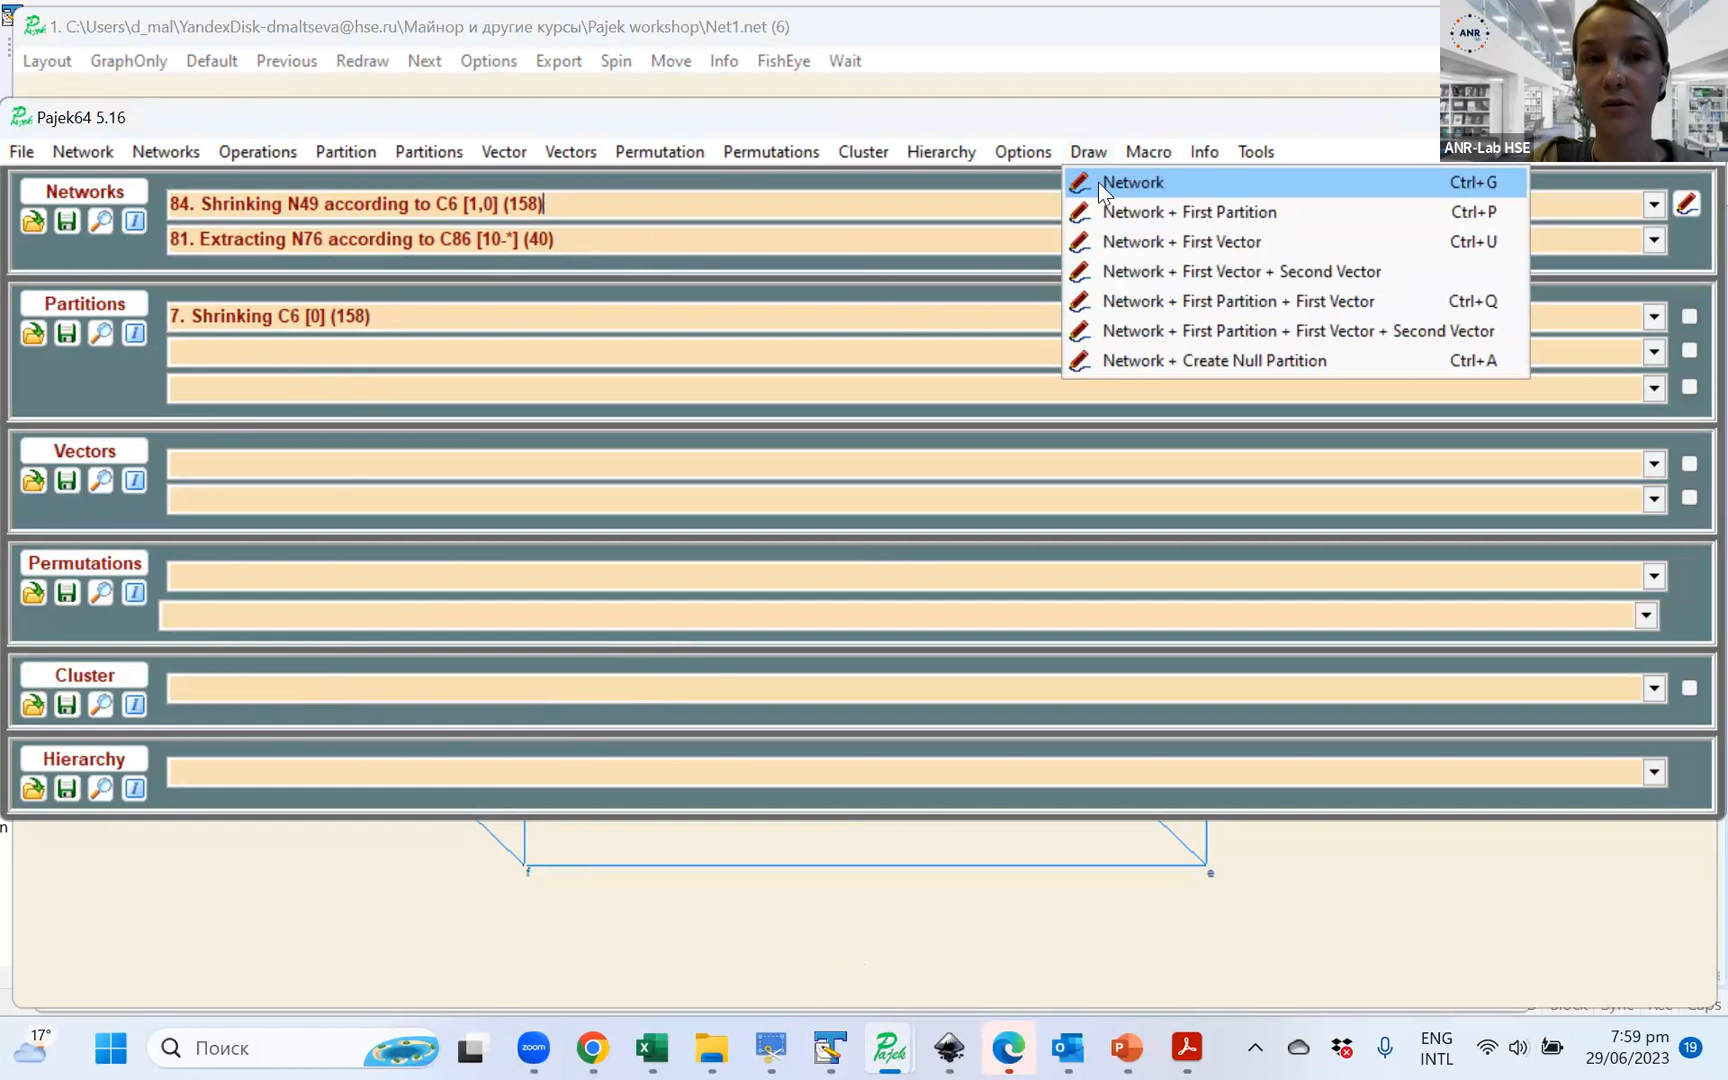 1. C:\Users\d_mal\YandexDisk-dmaltseva@hse.ru\Майнор и другие курсы\Pajek workshop\Net1.net (6)
Layout GraphOnly Default Previous Redraw Next Options Export Spin Move Info FishEye Wait
ANR
ANR-Lab HSE
Pajek64 5.16
File Network Networks Operations Partition Partitions Vector Vectors Permutation Permutations Cluster Hierarchy Options Draw Macro Info Tools
Networks
84. Shrinking N49 according to C6 [1,0] (158)
81. Extracting N76 according to C86 [10-*] (40)
Network Ctrl+G
Network + First Partition Ctrl+P
Network + First Vector Ctrl+U
Network + First Vector + Second Vector
Network + First Partition + First Vector Ctrl+Q
Network + First Partition + First Vector + Second Vector
Network + Create Null Partition Ctrl+A
Partitions
7. Shrinking C6 [0] (158)
Vectors
Permutations
Cluster
Hierarchy
n
f
e
17°
Поиск
zoom
Pajek
ENG
INTL
7:59 pm
29/06/2023
19